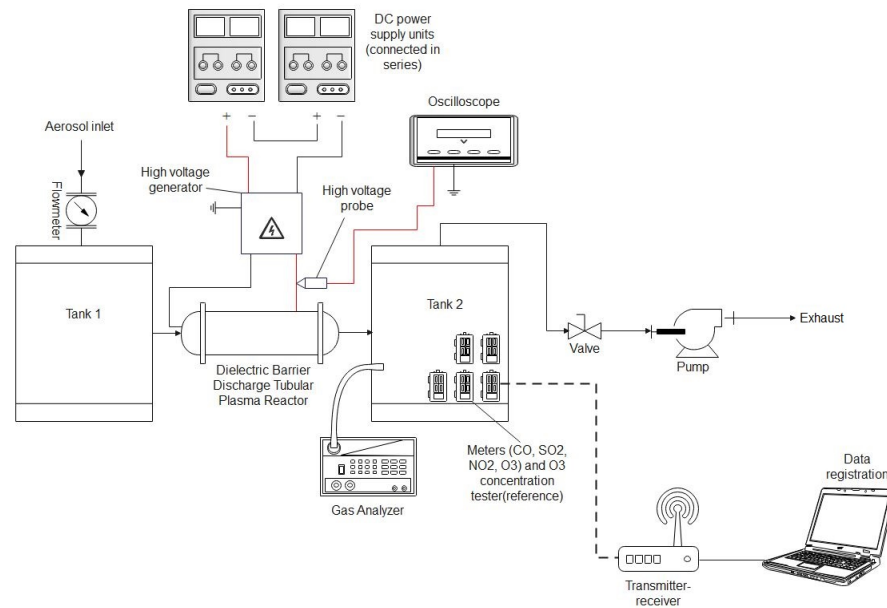 DC power
supply units
(connected in
series)
Oscilloscope
Aerosol inlet
+
−
+
−
High voltage
generator
High voltage
probe
Flowmeter
Tank 1
Tank 2
Exhaust
Valve
Pump
Dielectric Barrier
Discharge Tubular
Plasma Reactor
Meters (CO, SO2,
NO2, O3) and O3
concentration
tester(reference)
Data
registration
Gas Analyzer
Transmitter-
receiver